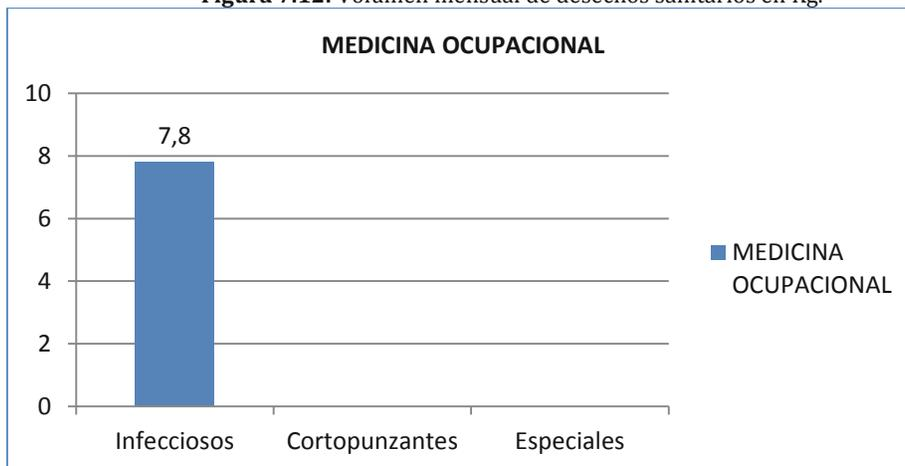 Figura 7.12. Volumen mensual de desechos sanitarios en Kg.
MEDICINA OCUPACIONAL
10
7,8
8
6
4
2
0
Infecciosos Cortopunzantes Especiales
MEDICINA
OCUPACIONAL